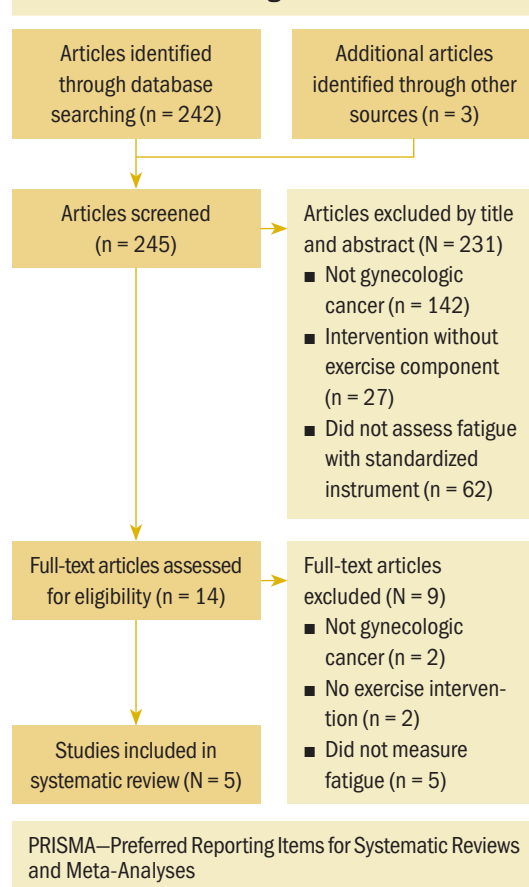 Articles identified
through database
searching (n = 242)
Additional articles
identified through other
sources (n = 3)
Articles screened
(n = 245)
Articles excluded by title
and abstract (N = 231)
■ Not gynecologic
cancer (n = 142)
■ Intervention without
exercise component
(n = 27)
■ Did not assess fatigue
with standardized
instrument (n = 62)
Full-text articles assessed
for eligibility (n = 14)
Full-text articles
excluded (N = 9)
■ Not gynecologic
cancer (n = 2)
■ No exercise interven-
tion (n = 2)
■ Did not measure
fatigue (n = 5)
Studies included in
systematic review (N = 5)
PRISMA—Preferred Reporting Items for Systematic Reviews
and Meta-Analyses